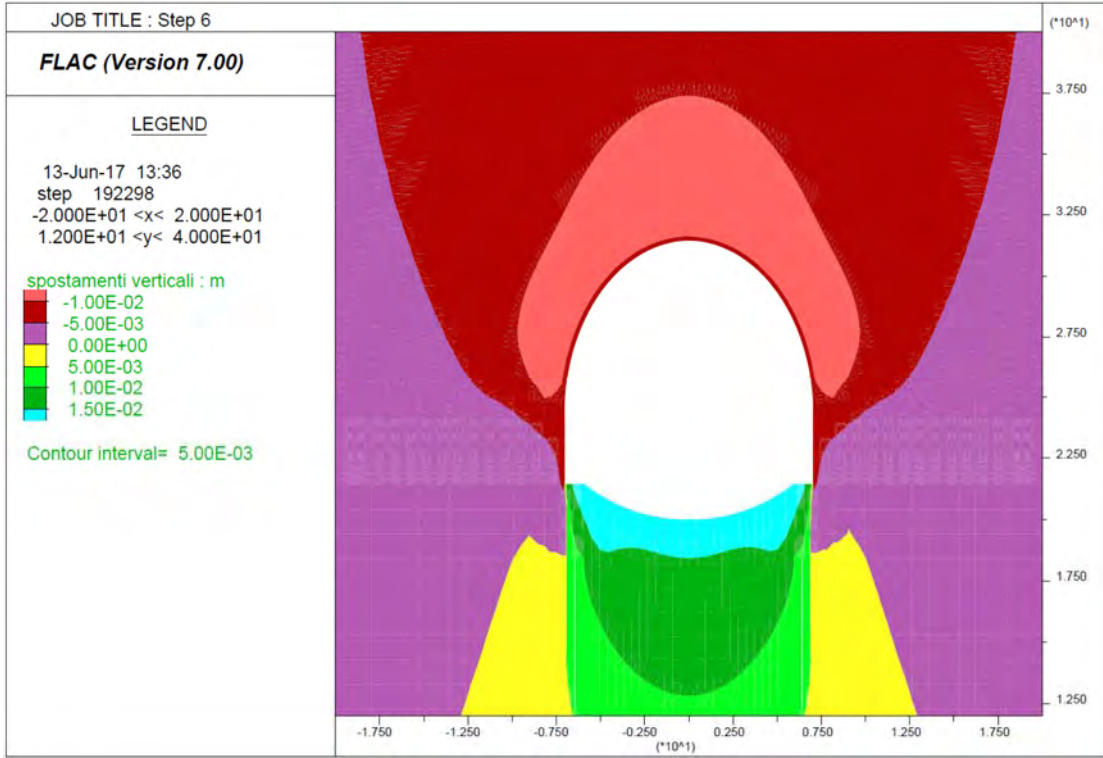 JOB TITLE : Step 6
(*10^1)
FLAC (Version 7.00)
LEGEND
13-Jun-17 13:36
step 192298
-2.000E+01 <x< 2.000E+01
1.200E+01 <y< 4.000E+01
spostamenti verticali : m
-1.00E-02
-5.00E-03
0.00E+00
5.00E-03
1.00E-02
1.50E-02
Contour interval= 5.00E-03
3.750
3.250
2.750
2.250
1.750
1.250
-1.750 -1.250 -0.750 -0.250 0.250 0.750 1.250 1.750
(*10^1)